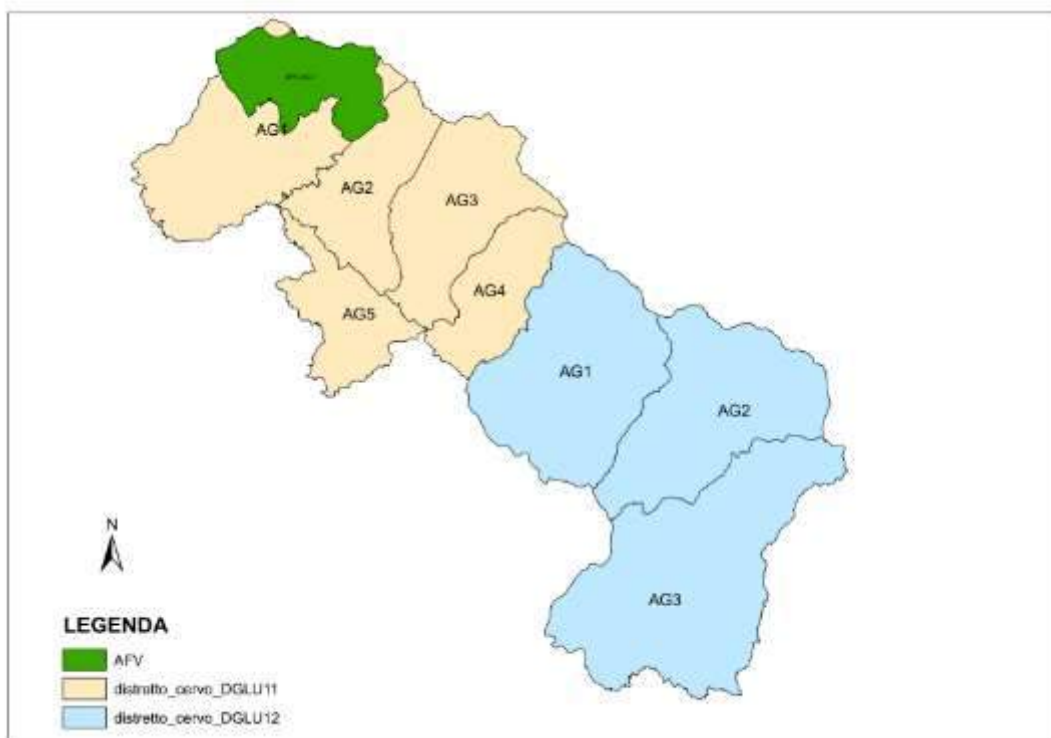 AG1
AG2
AG3
AG4
AG5
AG1
AG2
AG3
N
LEGENDA
AFV
distretto_cervo_DGLU11
distretto_cervo_DGLU12